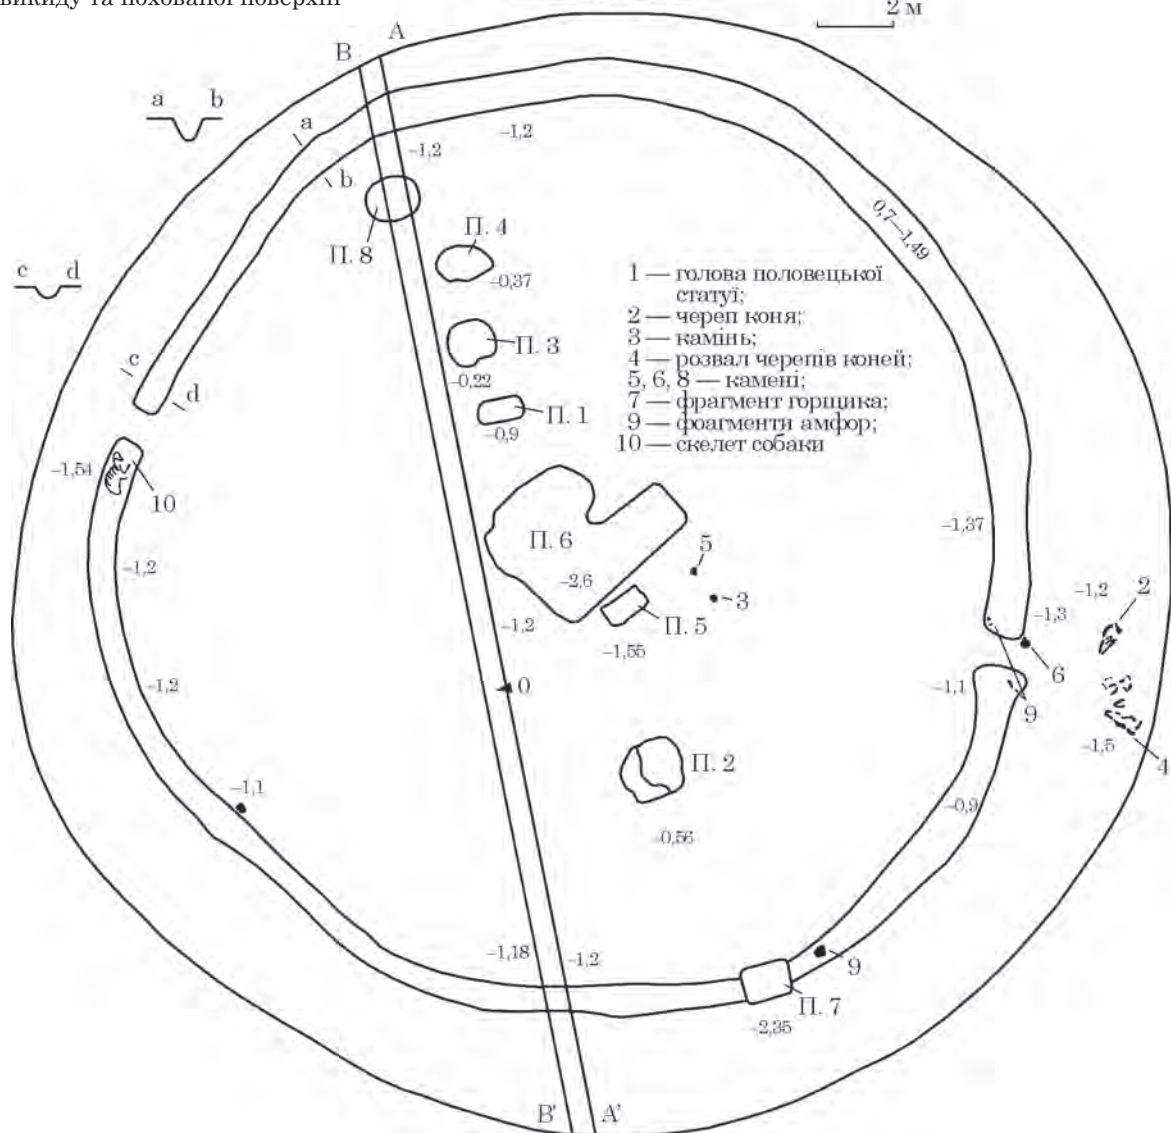 викиду та похованої поверхні
2 м
A
B
a b
a
b
–1,2
–1,2
0,7—1,49
П. 8
П. 4
–0,37
c d
1 — голова половецької
статуї;
2 — череп коня;
3 — камінь;
4 — розвал черепів коней;
5, 6, 8 — камені;
7 — фрагмент горщика;
9 — фоагменти амфор;
10 — скелет собаки
П. 3
–0,22
c
d
П. 1
–0,9
–1,54
10
–1,37
П. 6
5
–1,2
–2,6
3
–1,2
2
–1,2
П. 5
–1,3
–1,55
6
–1,2
0
–1,1
9
–1,5
4
П. 2
–1,1
–0,9
–0,56
–1,18
–1,2
9
П. 7
–2,35
B' A'